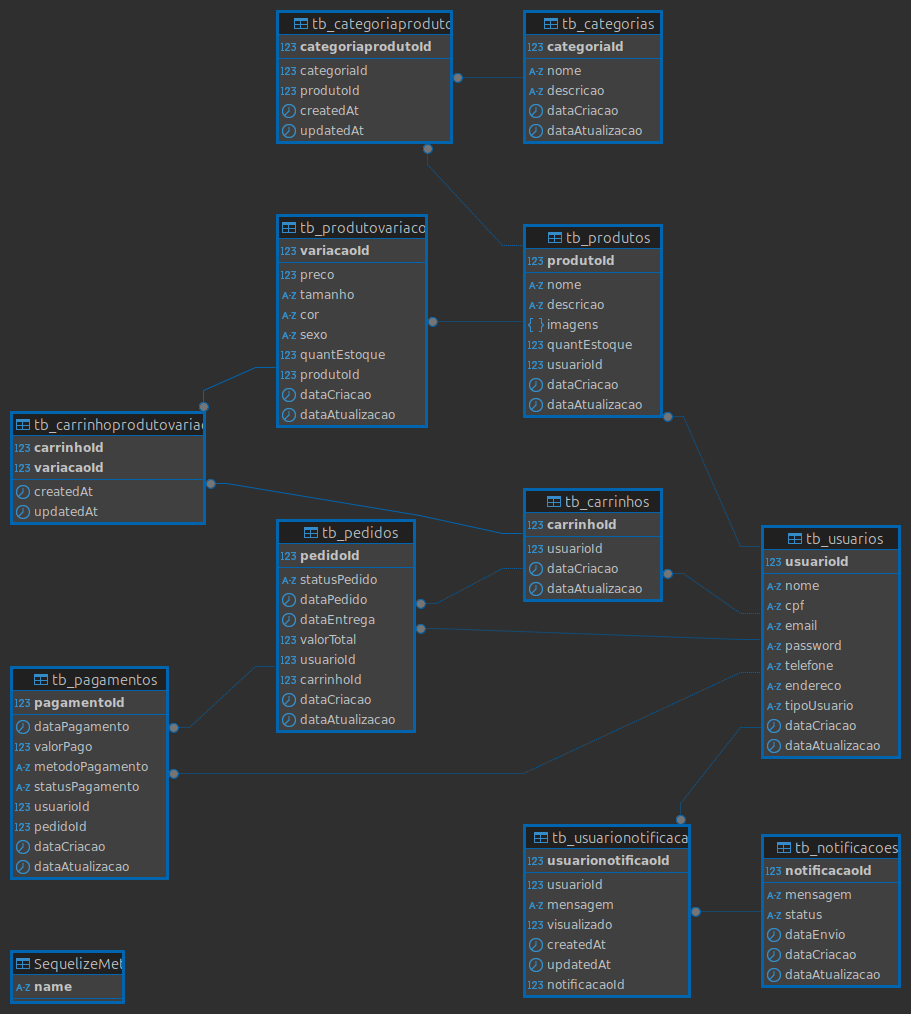 tb_categoriaproduto
123 categoriaprodutoId
123 categoriaId
123 produtoId
createdAt
updatedAt
tb_categorias
123 categoriaId
A-Z nome
A-Z descricao
dataCriacao
dataAtualizacao
tb_produtovariaco
123 variacaoId
123 preco
A-Z tamanho
A-Z cor
A-Z sexo
123 quantEstoque
123 produtoId
dataCriacao
dataAtualizacao
tb_produtos
123 produtoId
A-Z nome
A-Z descricao
{ } imagens
123 quantEstoque
123 usuarioId
dataCriacao
dataAtualizacao
tb_carrinhoprodutovariac
123 carrinhoId
123 variacaoId
createdAt
updatedAt
tb_carrinhos
123 carrinhoId
123 usuarioId
dataCriacao
dataAtualizacao
tb_pedidos
123 pedidoId
A-Z statusPedido
dataPedido
dataEntrega
123 valorTotal
123 usuarioId
123 carrinhoId
dataCriacao
dataAtualizacao
tb_usuarios
123 usuarioId
A-Z nome
A-Z cpf
A-Z email
A-Z password
A-Z telefone
A-Z endereco
A-Z tipoUsuario
dataCriacao
dataAtualizacao
tb_pagamentos
123 pagamentoId
dataPagamento
123 valorPago
A-Z metodoPagamento
A-Z statusPagamento
123 usuarioId
123 pedidoId
dataCriacao
dataAtualizacao
tb_usuarionotificaca
123 usuarionotificaoId
123 usuarioId
A-Z mensagem
123 visualizado
createdAt
updatedAt
123 notificacaoId
tb_notificacoes
123 notificacaoId
A-Z mensagem
A-Z status
dataEnvio
dataCriacao
dataAtualizacao
SequelizeMet
A-Z name